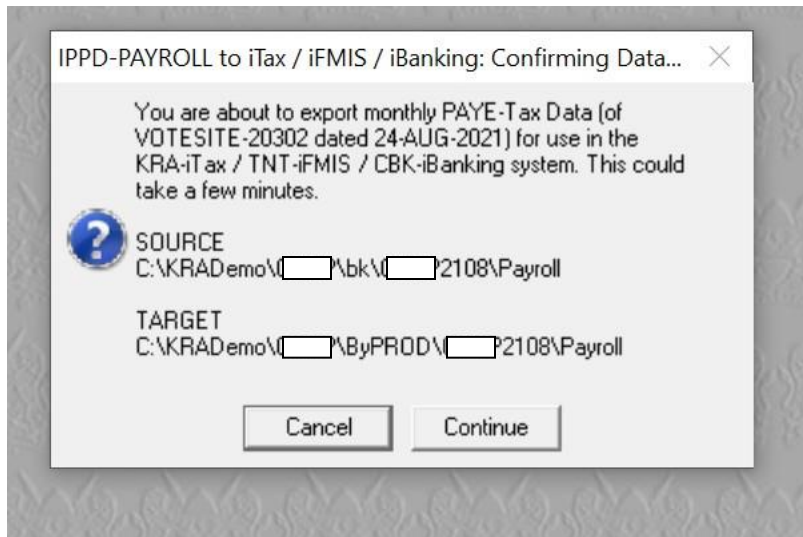 IPPD-PAYROLL to iTax / iFMIS / iBanking: Confirming Data...
You are about to export monthly PAYE-Tax Data (of
VOTESITE-20302 dated 24-AUG-2021) for use in the
KRA-iTax / TNT-iFMIS / CBK-iBanking system. This could
take a few minutes.
SOURCE
C:\KRADemo\ \bk\ 2108\Payroll
TARGET
C:\KRADemo\ \ByPROD\ 2108\Payroll
Cancel
Continue